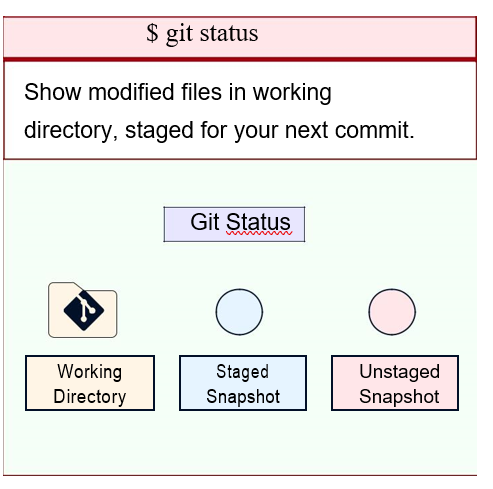 $ git status
Show modified files in working
directory, staged for your next commit.
Git Status
Working
Directory
Staged
Snapshot
Unstaged
Snapshot